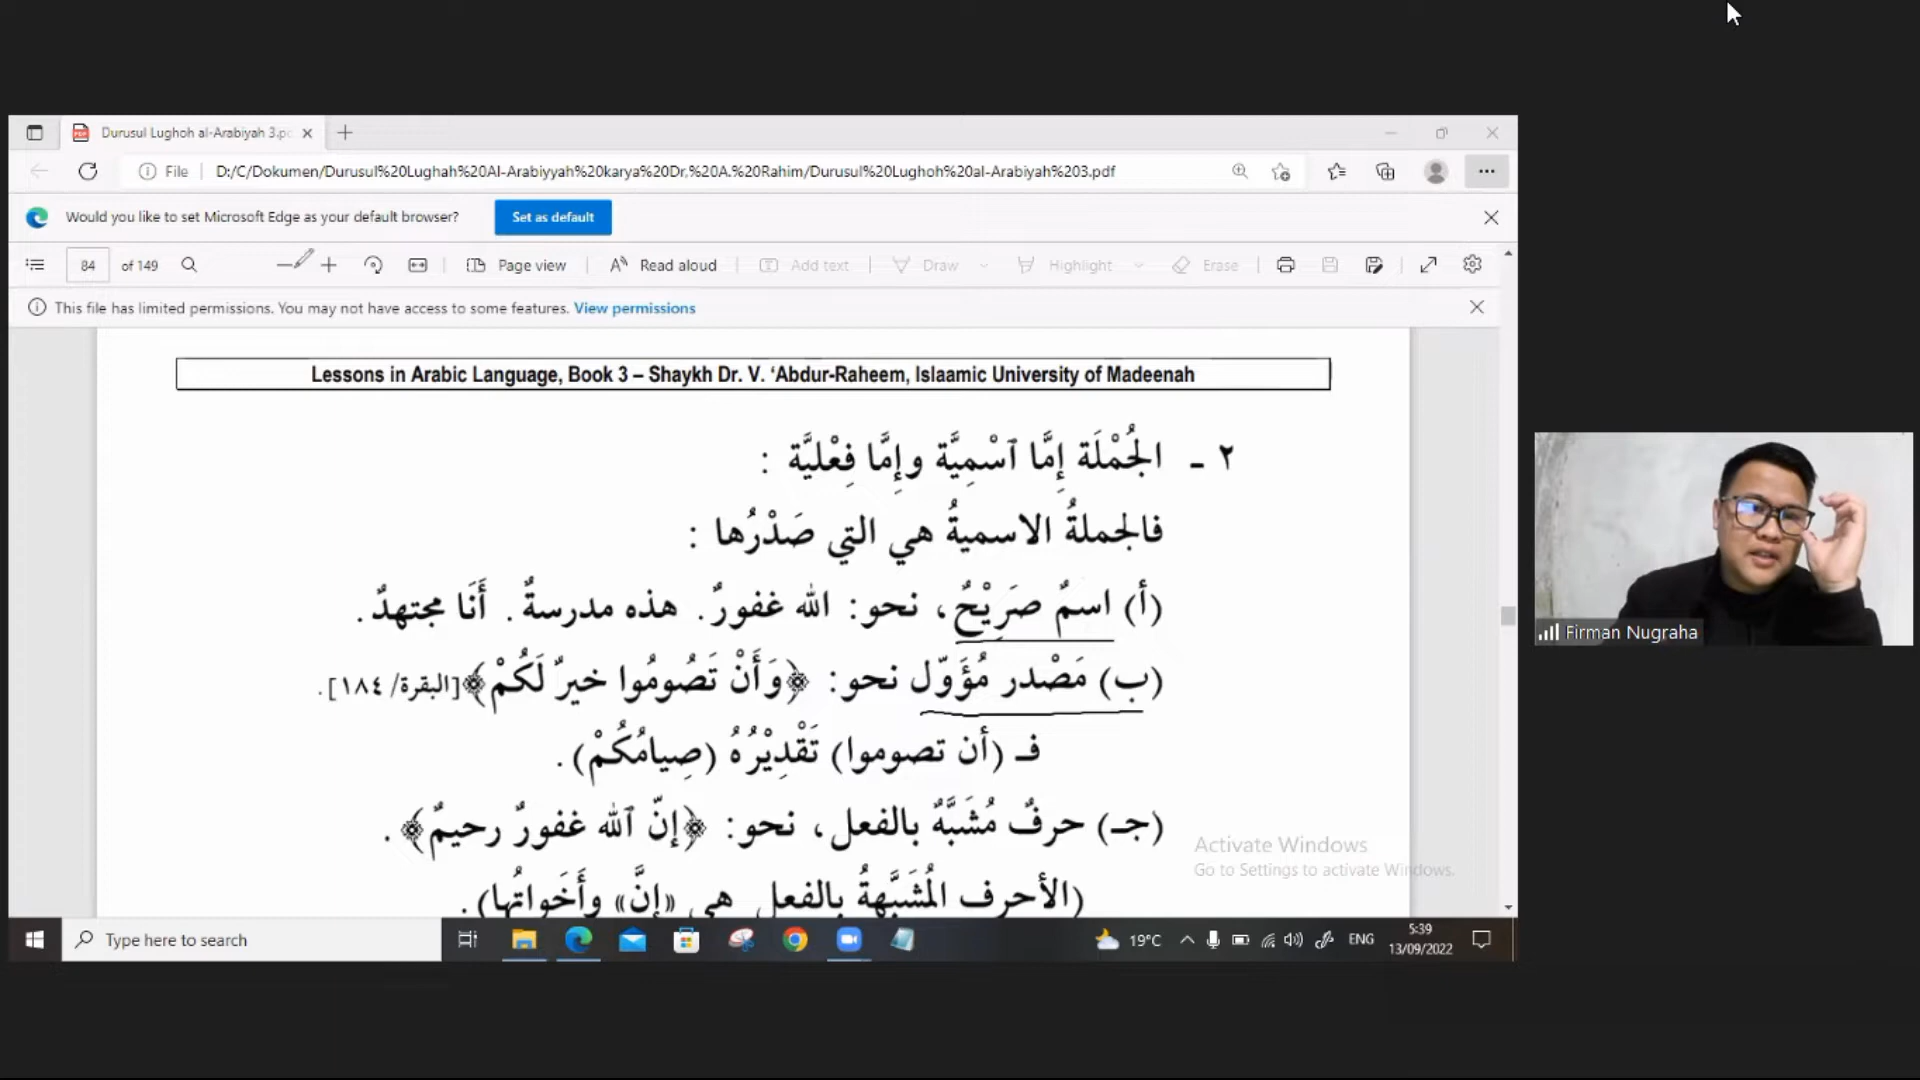 Durusul Lughoh al-Arabiyah 3.pc
File D:/C/Dokumen/Durusul%20Lughah%20Al-Arabiyyah%20karya%20Dr,%20A.%20Rahim/Durusul%20Lughoh%20al-Arabiyah%203.pdf
Would you like to set Microsoft Edge as your default browser? Set as default
84 of 149 Page view Read aloud Add text Draw Highlight Erase
This file has limited permissions. You may not have access to some features. View permissions
Lessons in Arabic Language, Book 3 – Shaykh Dr. V. ‘Abdur-Raheem, Islaamic University of Madeenah
٢ - الجُمْلَة إِمَّا ٱسْمِيَّة وإِمَّا فِعْليَّة :
فالجملةُ الاسميةُ هي التي صَدْرُها :
(أ) اسمٌ صَرِيْحٌ، نحو: الله غفورٌ. هذه مدرسةٌ. أَنَا مجتهدٌ.
(ب) مَصْدر مُؤَوّل نحو: ﴿وَأَنْ تَصُومُوا خيرٌ لَكُمْ﴾ [البقرة/ ١٨٤].
فـ (أن تصوموا) تَقْدِيْرُهُ (صِيامُكُمْ).
(جـ) حرفٌ مُشَبَّهٌ بالفعل، نحو: ﴿إنّ ٱلله غفورٌ رحيمٌ﴾.
(الأحرف المُشَبَّهةُ بالفعل هي «إنَّ» وأَخَواتُها).
Firman Nugraha
Activate Windows
Go to Settings to activate Windows.
Type here to search
19°C
ENG
5:39
13/09/2022